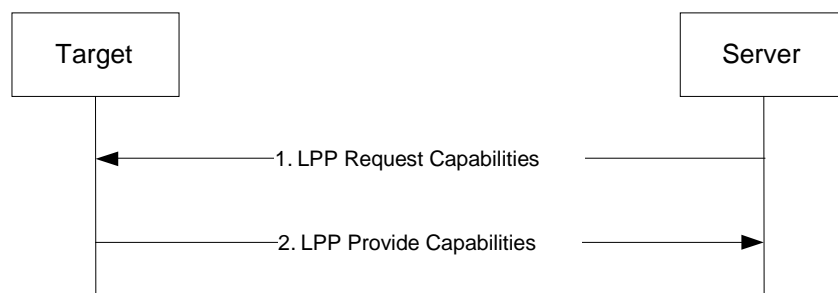 Target
Server
1. LPP Request Capabilities
2. LPP Provide Capabilities